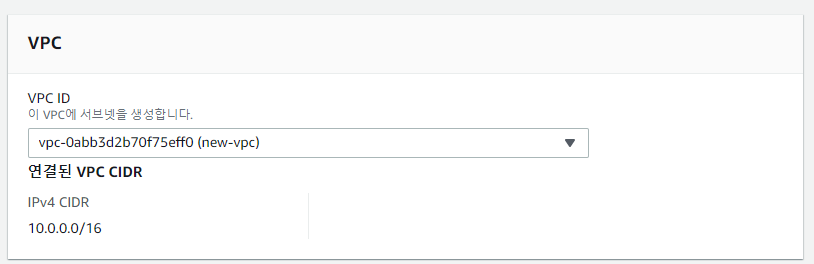 VPC
VPC ID
이 VPC에 서브넷을 생성합니다.
vpc-0abb3d2b70f75eff0 (new-vpc)
연결된 VPC CIDR
IPv4 CIDR
10.0.0.0/16